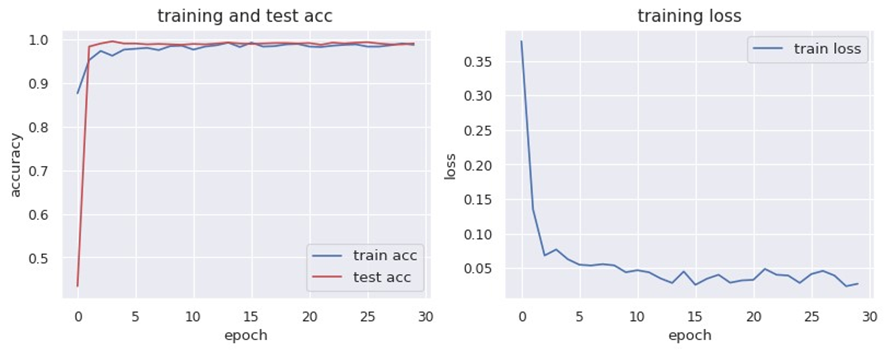 training and test acc
1.0
0.9
0.8
0.7
0.6
0.5
accuracy
0 5 10 15 20 25 30
epoch
train acc
test acc
training loss
0.35
0.30
0.25
0.20
0.15
0.10
0.05
loss
0 5 10 15 20 25 30
epoch
train loss